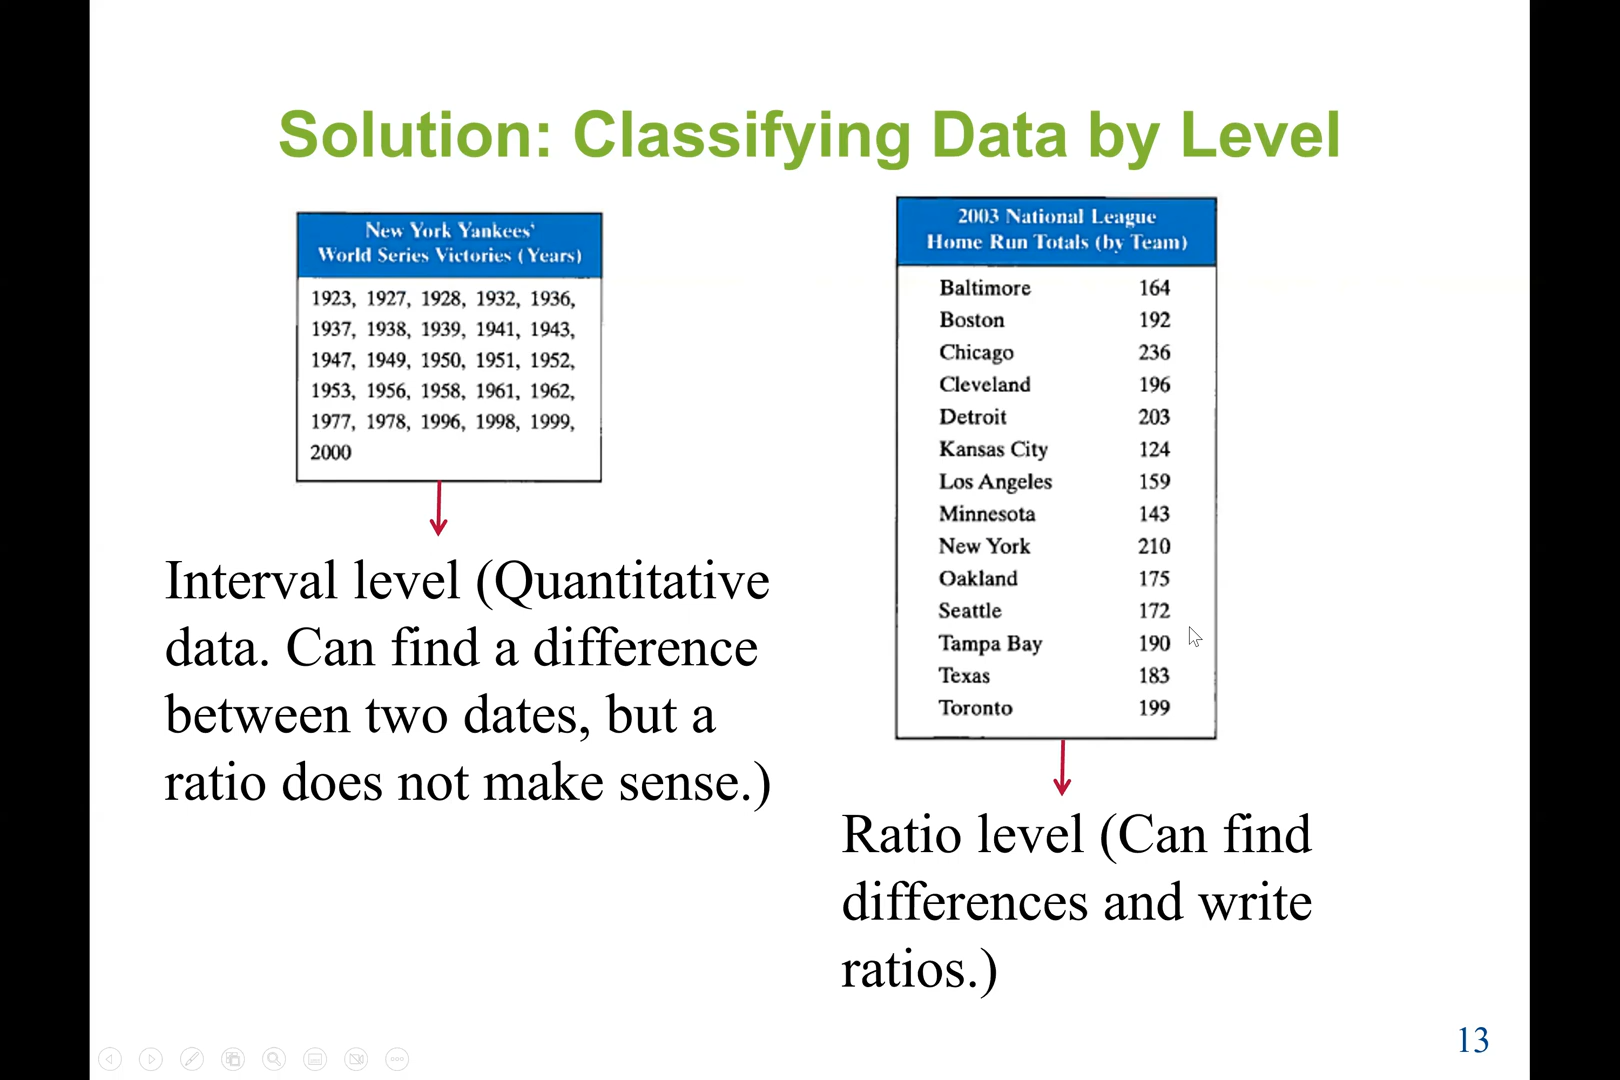 Solution: Classifying Data by Level
New York Yankees'
World Series Victories (Years)
1923, 1927, 1928, 1932, 1936,
1937, 1938, 1939, 1941, 1943,
1947, 1949, 1950, 1951, 1952,
1953, 1956, 1958, 1961, 1962,
1977, 1978, 1996, 1998, 1999,
2000
Interval level (Quantitative
data. Can find a difference
between two dates, but a
ratio does not make sense.)
2003 National League
Home Run Totals (by Team)
Baltimore 164
Boston 192
Chicago 236
Cleveland 196
Detroit 203
Kansas City 124
Los Angeles 159
Minnesota 143
New York 210
Oakland 175
Seattle 172
Tampa Bay 190
Texas 183
Toronto 199
Ratio level (Can find
differences and write
ratios.)
13